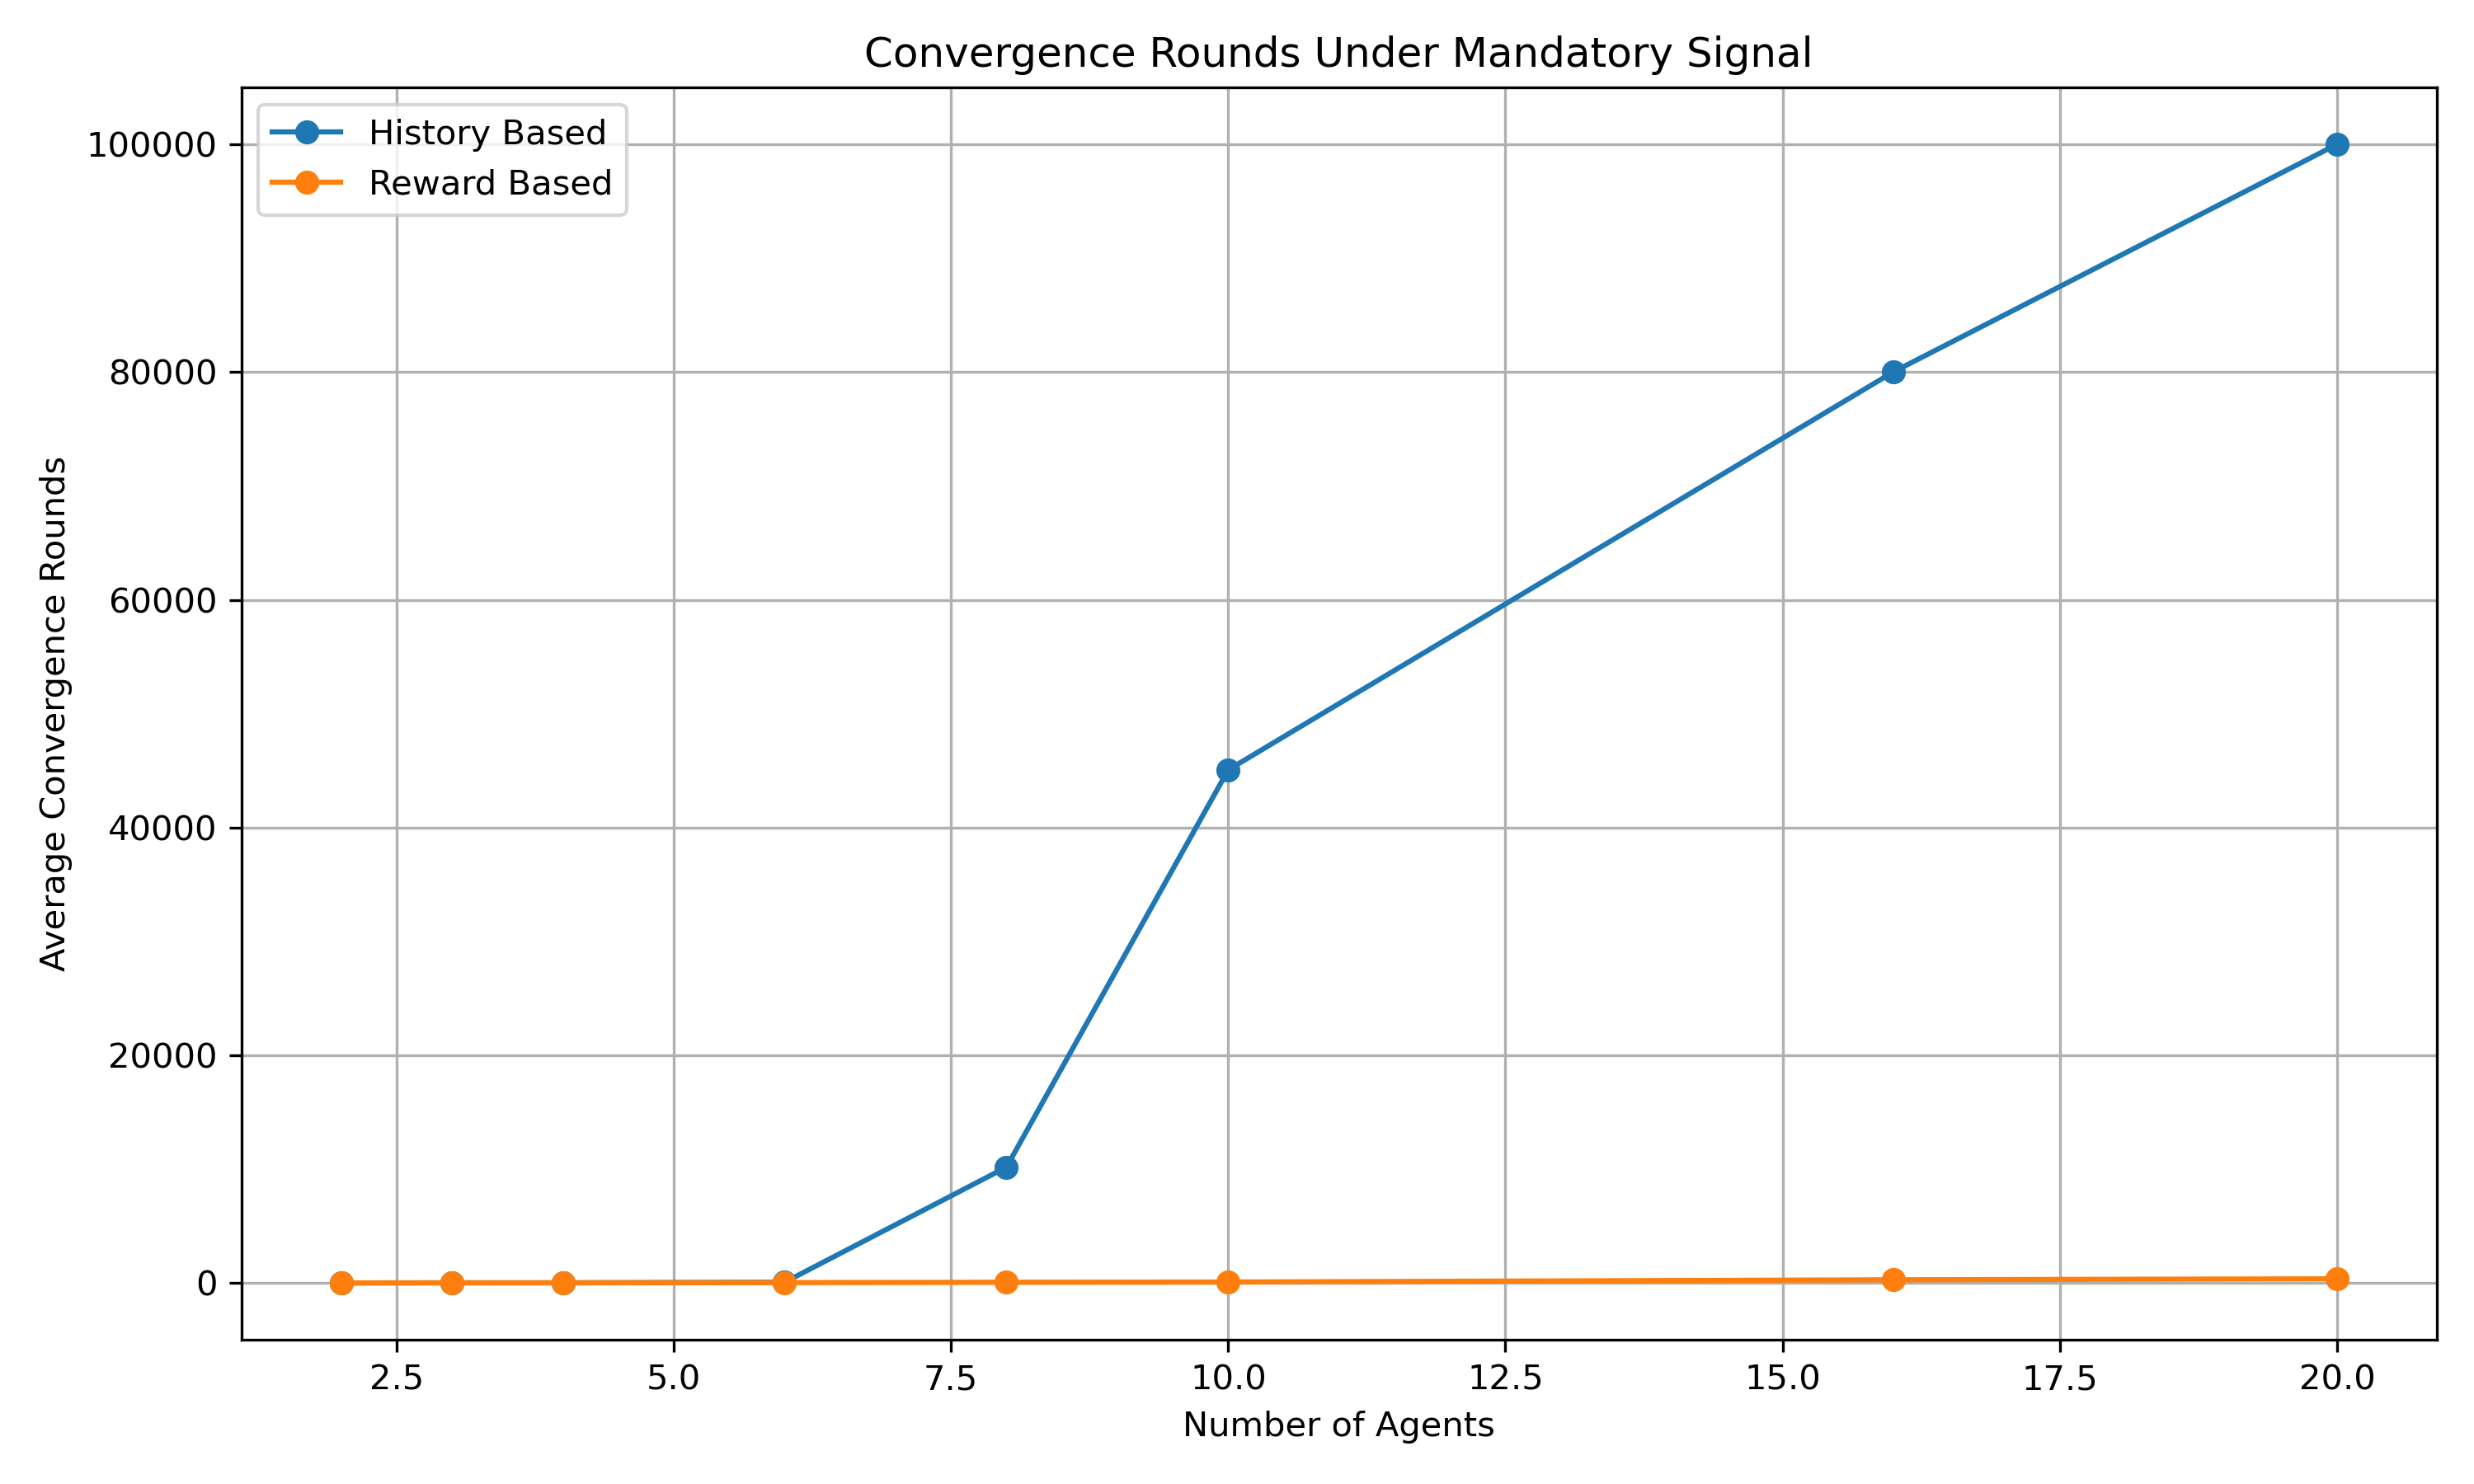 Convergence Rounds Under Mandatory Signal
History Based
Reward Based
Average Convergence Rounds
100000
80000
60000
40000
20000
0
2.5 5.0 7.5 10.0 12.5 15.0 17.5 20.0
Number of Agents